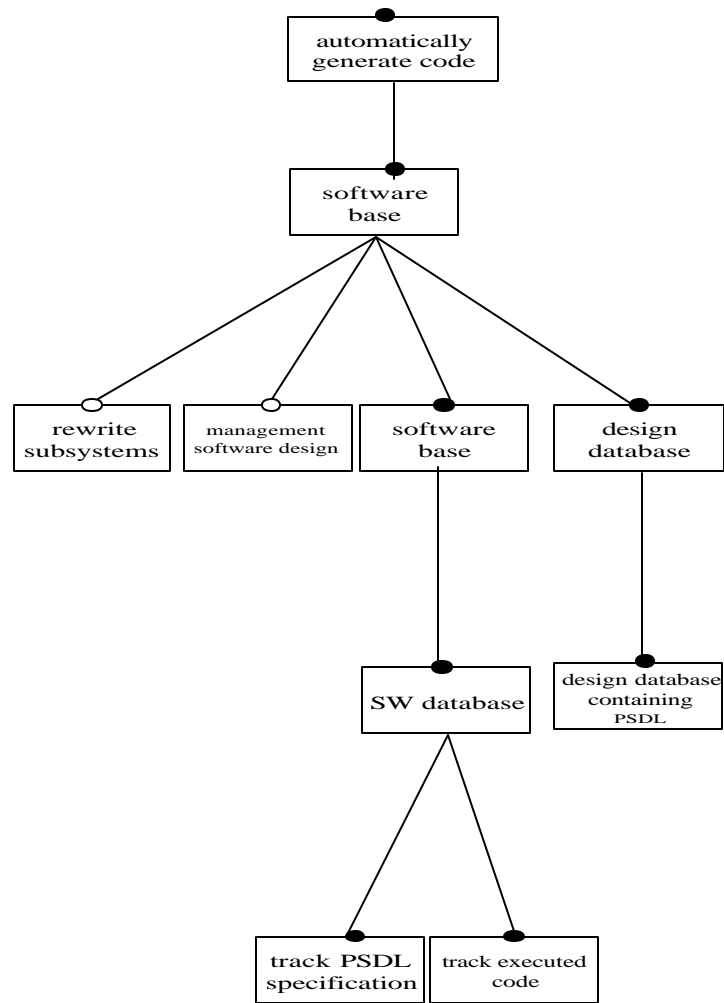 automatically
generate code
software
base
rewrite
subsystems
management
software design
software
base
design
database
SW database
design database
containing
PSDL
track PSDL
specification
track executed
code